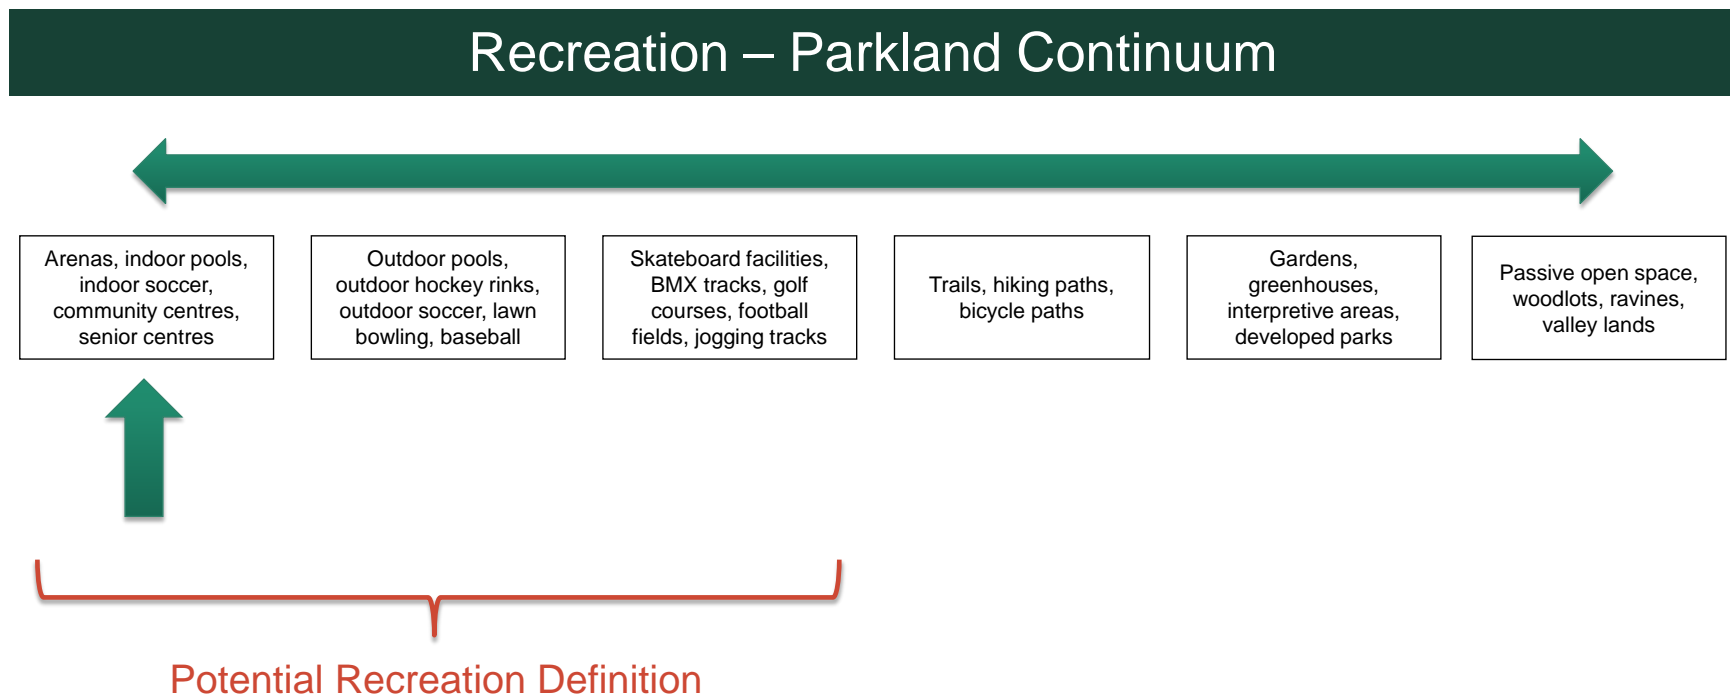 Recreation – Parkland Continuum
Arenas, indoor pools,
indoor soccer,
community centres,
senior centres
Outdoor pools,
outdoor hockey rinks,
outdoor soccer, lawn
bowling, baseball
Skateboard facilities,
BMX tracks, golf
courses, football
fields, jogging tracks
Trails, hiking paths,
bicycle paths
Gardens,
greenhouses,
interpretive areas,
developed parks
Passive open space,
woodlots, ravines,
valley lands
Potential Recreation Definition